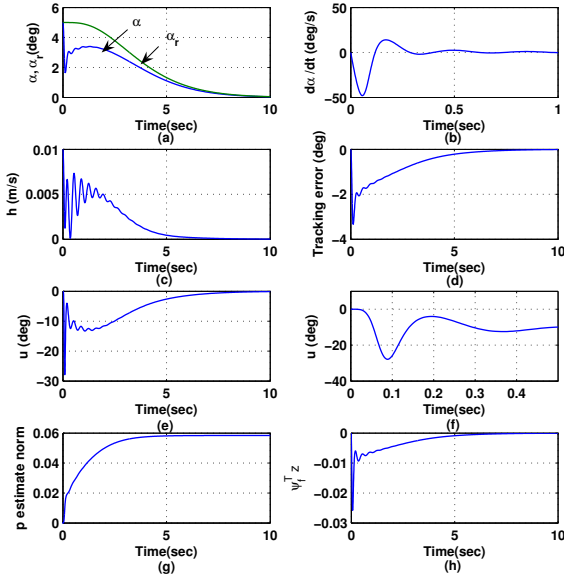 6
4
2
0
0
5
10
α, αr(deg)
α
αr
Time(sec)
(a)
50
0
−50
0
0.5
1
dα/dt (deg/s)
Time(sec)
(b)
0.01
0.005
0
0
5
10
h (m/s)
Time(sec)
(c)
0
−2
−4
0
5
10
Tracking error (deg)
Time(sec)
(d)
0
−10
−20
−30
0
5
10
u (deg)
Time(sec)
(e)
20
0
−20
−40
0
0.1
0.2
0.3
0.4
u (deg)
Time(sec)
(f)
0.06
0.04
0.02
0
0
5
10
p estimate norm
Time(sec)
(g)
0
−0.01
−0.02
−0.03
0
5
10
ψfT z
Time(sec)
(h)